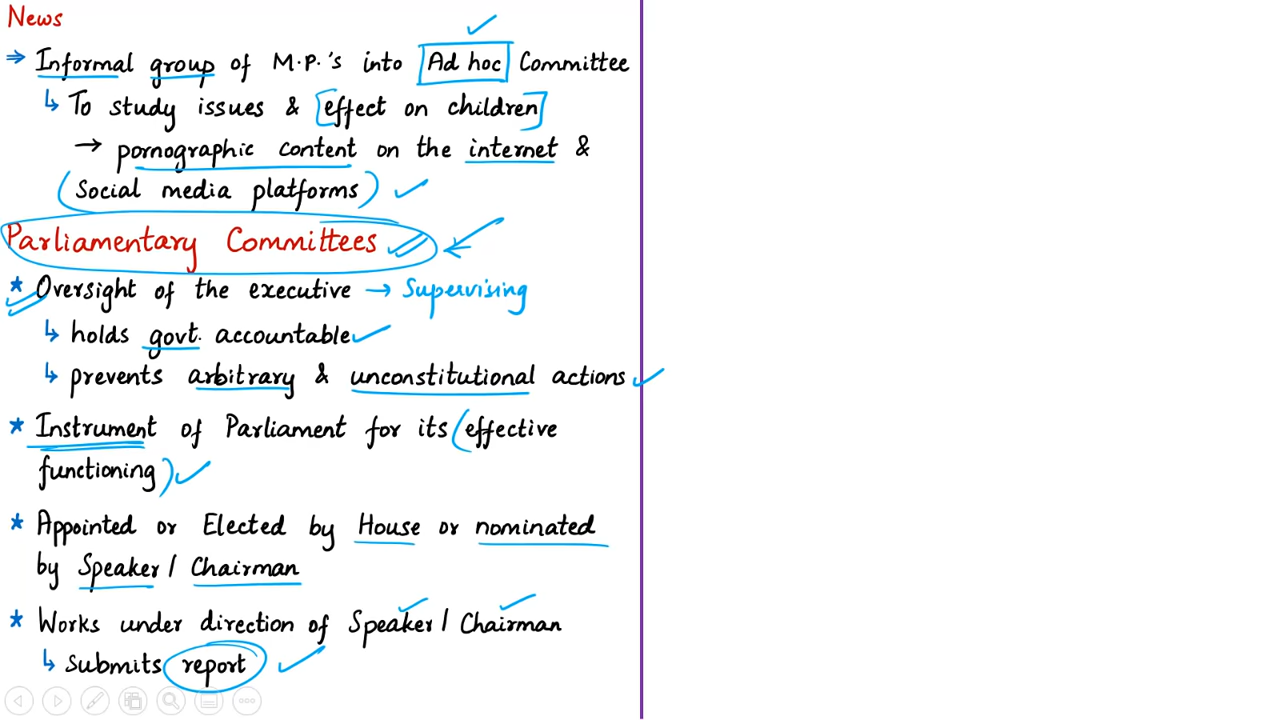 News
⇒ Informal group of M.P.'s into Ad hoc Committee
↳ To study issues & [effect on children]
→ pornographic content on the internet &
(Social media platforms)
Parliamentary Committees
* Oversight of the executive → Supervising
↳ holds govt. accountable
↳ prevents arbitrary & unconstitutional actions
* Instrument of Parliament for its (effective
functioning)
* Appointed or Elected by House or nominated
by Speaker / Chairman
* Works under direction of Speaker / Chairman
↳ Submits report